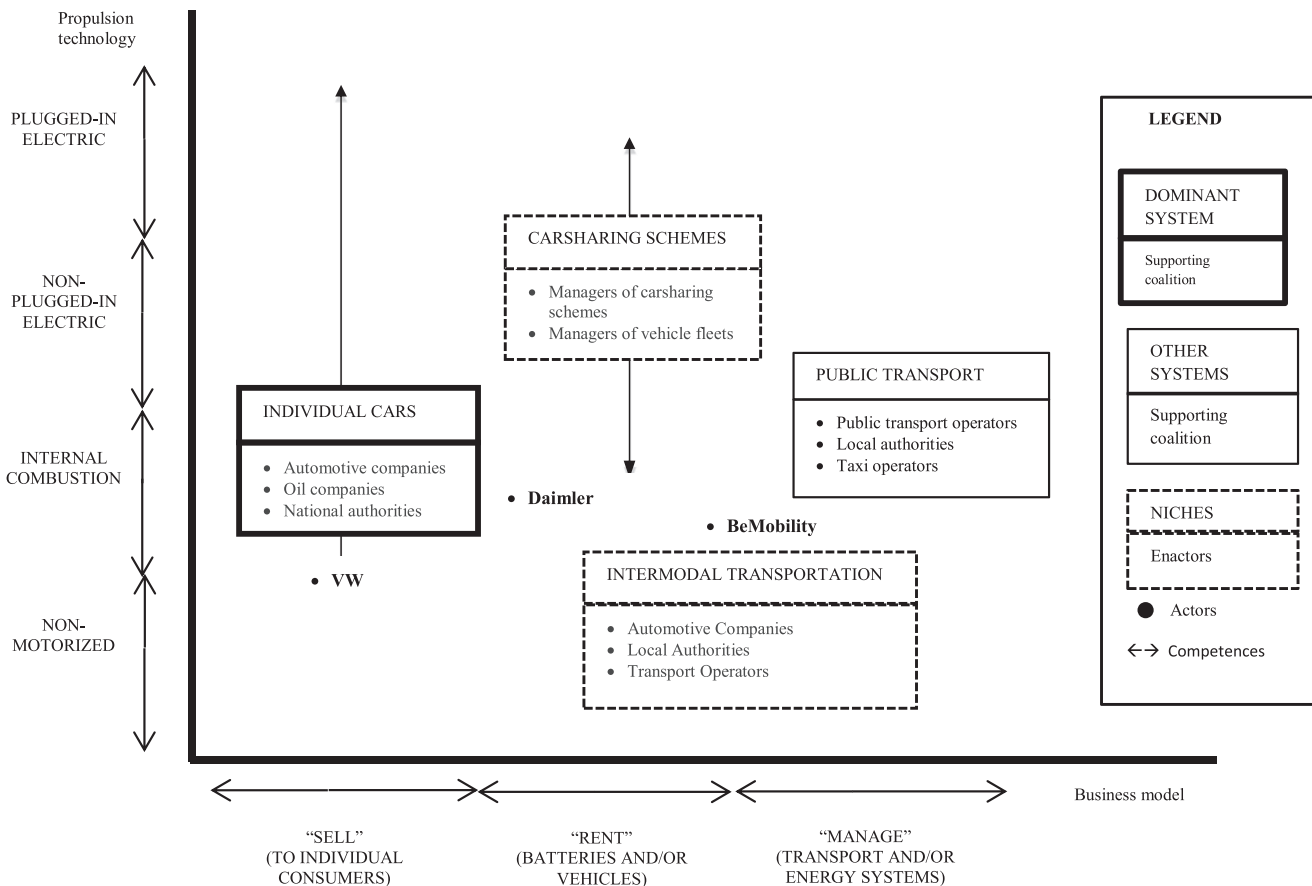 Propulsion
technology
PLUGGED-IN
ELECTRIC
NON-
PLUGGED-IN
ELECTRIC
INTERNAL
COMBUSTION
NON-
MOTORIZED
INDIVIDUAL CARS
• Automotive companies
• Oil companies
• National authorities
• VW
CARSHARING SCHEMES
• Managers of carsharing
schemes
• Managers of vehicle fleets
• Daimler
• BeMobility
PUBLIC TRANSPORT
• Public transport operators
• Local authorities
• Taxi operators
INTERMODAL TRANSPORTATION
• Automotive Companies
• Local Authorities
• Transport Operators
LEGEND
DOMINANT
SYSTEM
Supporting
coalition
OTHER
SYSTEMS
Supporting
coalition
NICHES
Enactors
Actors
Competences
Business model
“SELL”
(TO INDIVIDUAL
CONSUMERS)
“RENT”
(BATTERIES AND/OR
VEHICLES)
“MANAGE”
(TRANSPORT AND/OR
ENERGY SYSTEMS)